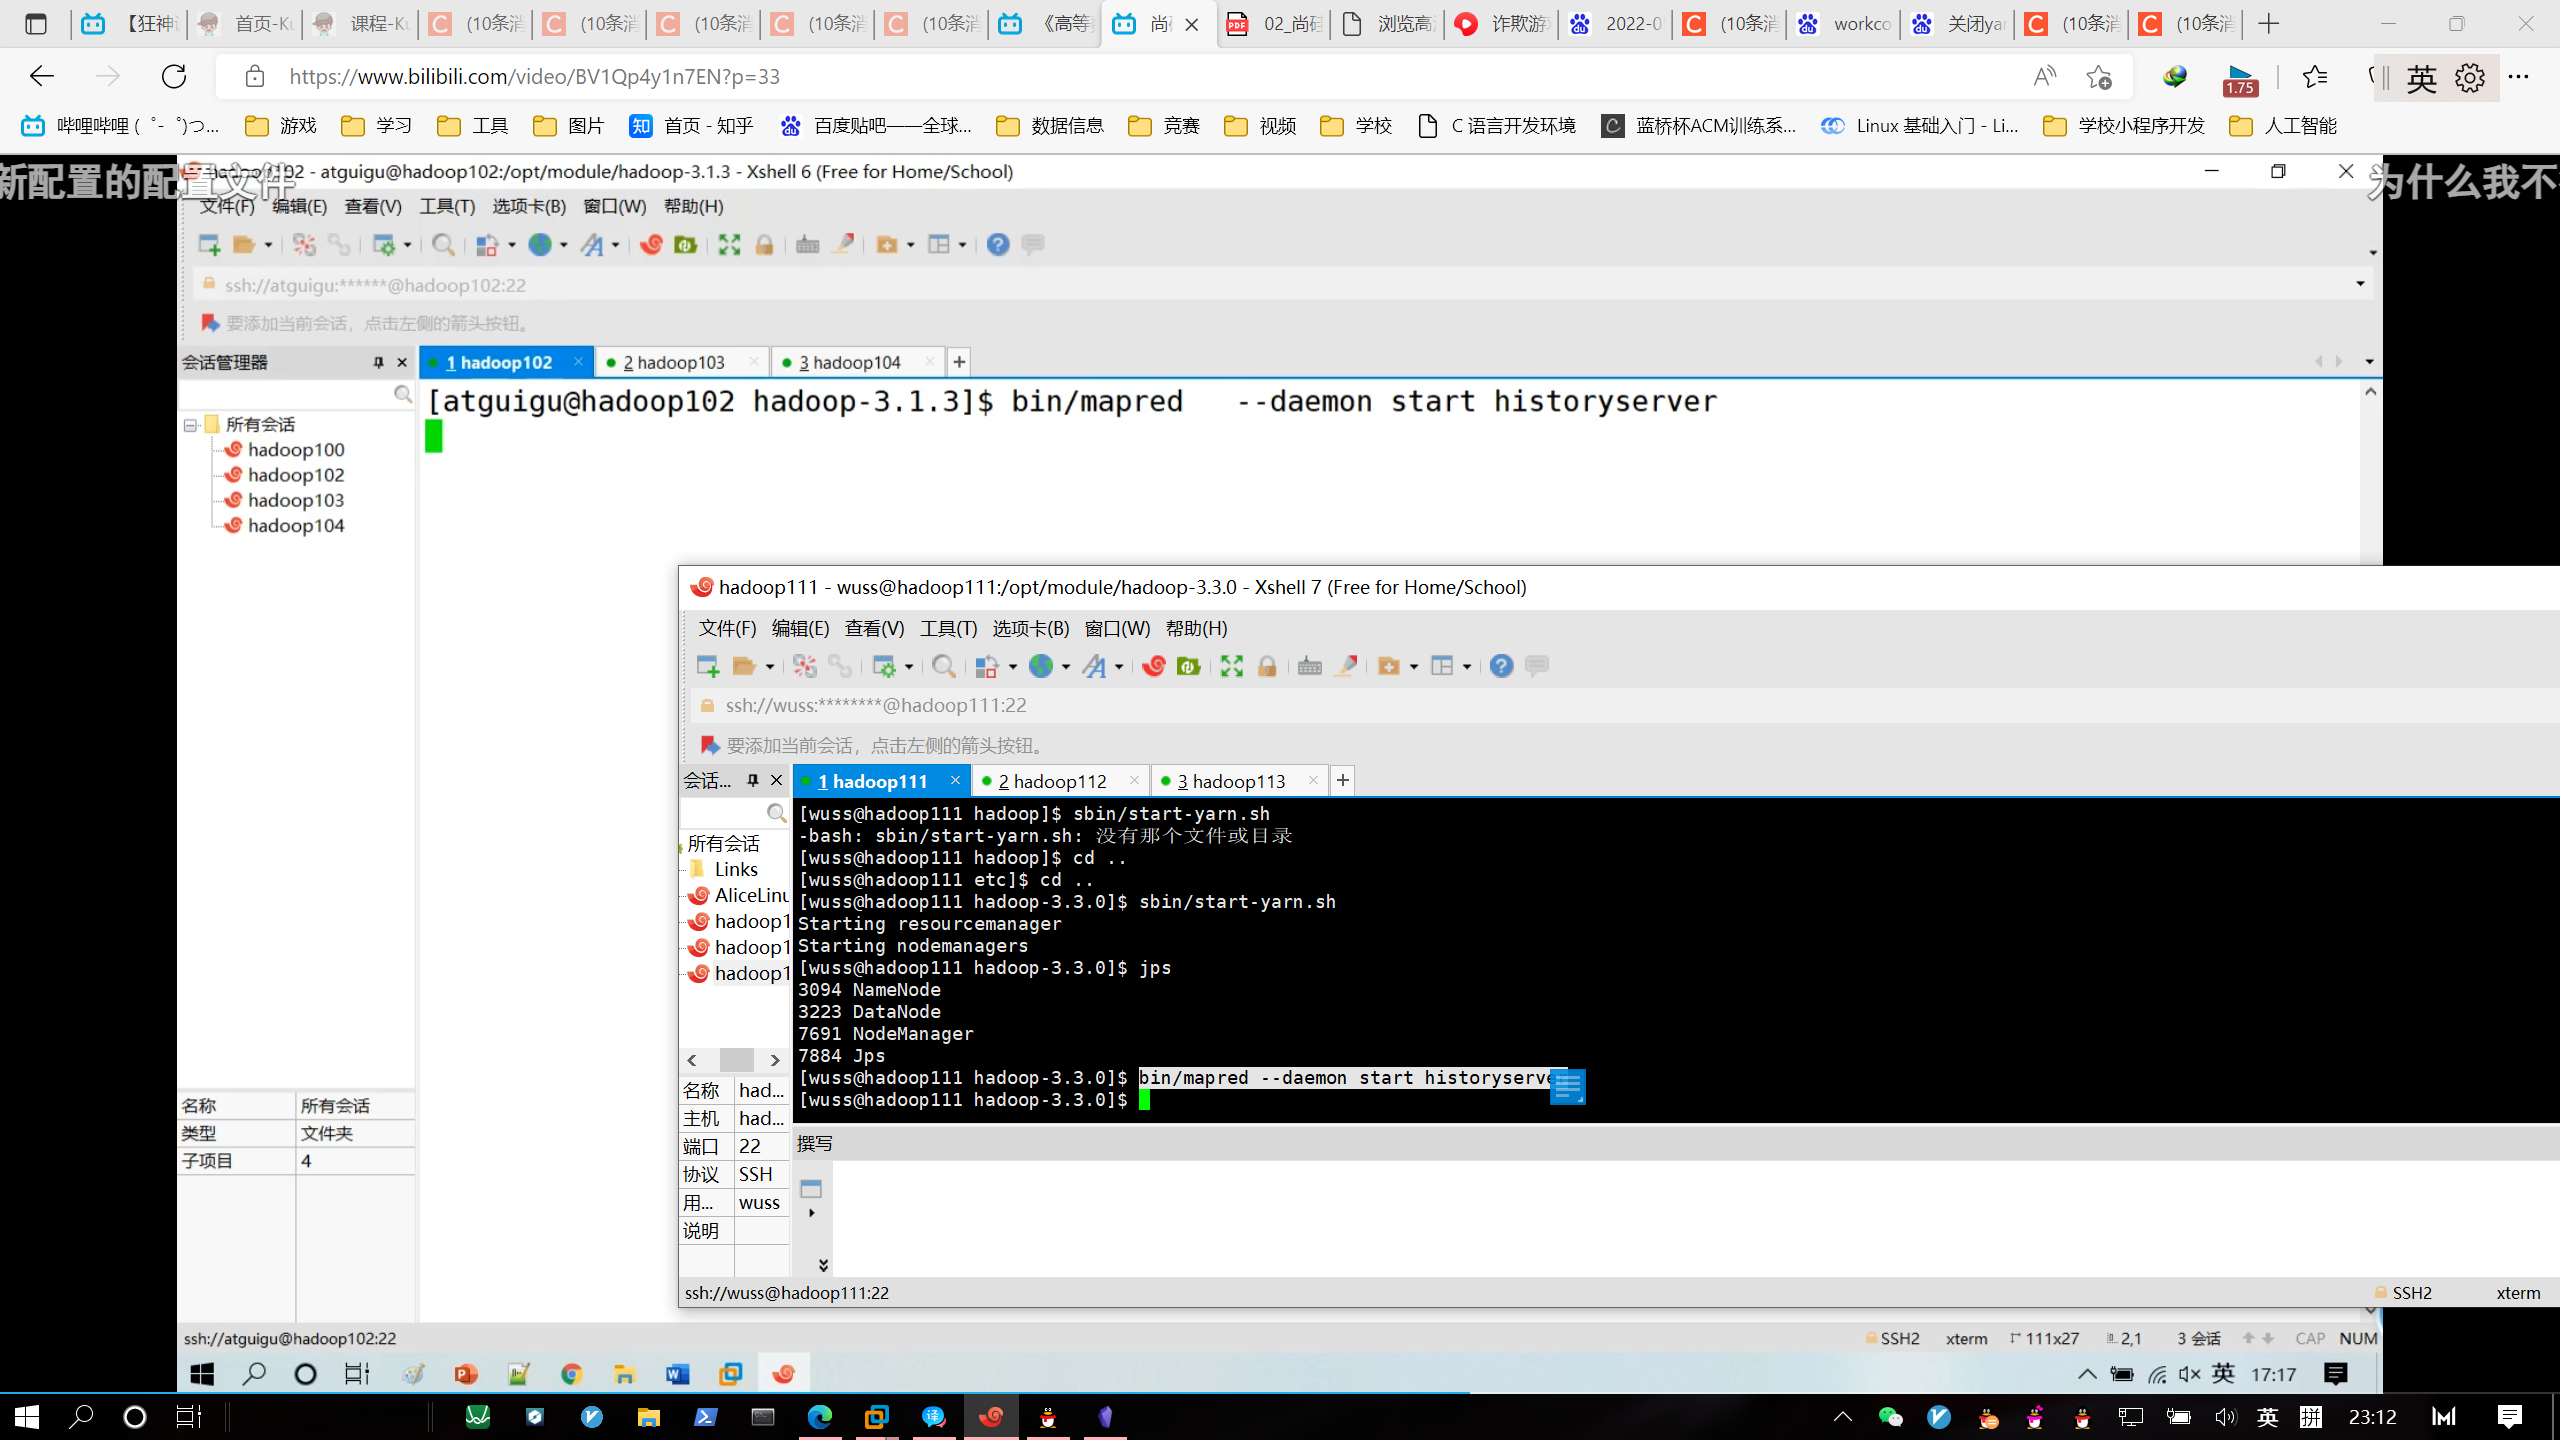 【狂神
首页-Ku
课程-Ku
(10条消
(10条消
(10条消
(10条消
(10条消
《高等
尚
02_尚硅
浏览高
诈欺游
2022-0
(10条消
workco
关闭yar
(10条消
(10条消
https://www.bilibili.com/video/BV1Qp4y1n7EN?p=33
1.75
英
哔哩哔哩 ( ゜- ゜)つ...
游戏
学习
工具
图片
知 首页 - 知乎
百度贴吧——全球...
数据信息
竞赛
视频
学校
C 语言开发环境
蓝桥杯ACM训练系...
Linux 基础入门 - Li...
学校小程序开发
人工智能
新配置的配置文件
为什么我不
- atguigu@hadoop102:/opt/module/hadoop-3.1.3 - Xshell 6 (Free for Home/School)
文件(F) 编辑(E) 查看(V) 工具(T) 选项卡(B) 窗口(W) 帮助(H)
ssh://atguigu:******@hadoop102:22
要添加当前会话，点击左侧的箭头按钮。
会话管理器
1 hadoop102
2 hadoop103
3 hadoop104
[atguigu@hadoop102 hadoop-3.1.3]$ bin/mapred   --daemon start historyserver
所有会话
hadoop100
hadoop102
hadoop103
hadoop104
名称 所有会话
类型 文件夹
子项目 4
hadoop111 - wuss@hadoop111:/opt/module/hadoop-3.3.0 - Xshell 7 (Free for Home/School)
文件(F) 编辑(E) 查看(V) 工具(T) 选项卡(B) 窗口(W) 帮助(H)
ssh://wuss:********@hadoop111:22
要添加当前会话，点击左侧的箭头按钮。
会话...
1 hadoop111
2 hadoop112
3 hadoop113
所有会话
Links
AliceLinu
hadoop1
hadoop1
hadoop1
名称 had...
主机 had...
端口 22
协议 SSH
用... wuss
说明
[wuss@hadoop111 hadoop]$ sbin/start-yarn.sh
-bash: sbin/start-yarn.sh: 没有那个文件或目录
[wuss@hadoop111 hadoop]$ cd ..
[wuss@hadoop111 etc]$ cd ..
[wuss@hadoop111 hadoop-3.3.0]$ sbin/start-yarn.sh
Starting resourcemanager
Starting nodemanagers
[wuss@hadoop111 hadoop-3.3.0]$ jps
3094 NameNode
3223 DataNode
7691 NodeManager
7884 Jps
[wuss@hadoop111 hadoop-3.3.0]$ bin/mapred --daemon start historyserve
[wuss@hadoop111 hadoop-3.3.0]$
撰写
ssh://wuss@hadoop111:22
SSH2
xterm
ssh://atguigu@hadoop102:22
SSH2
xterm
111x27
2,1
3 会话
CAP
NUM
英
17:17
英
拼
23:12